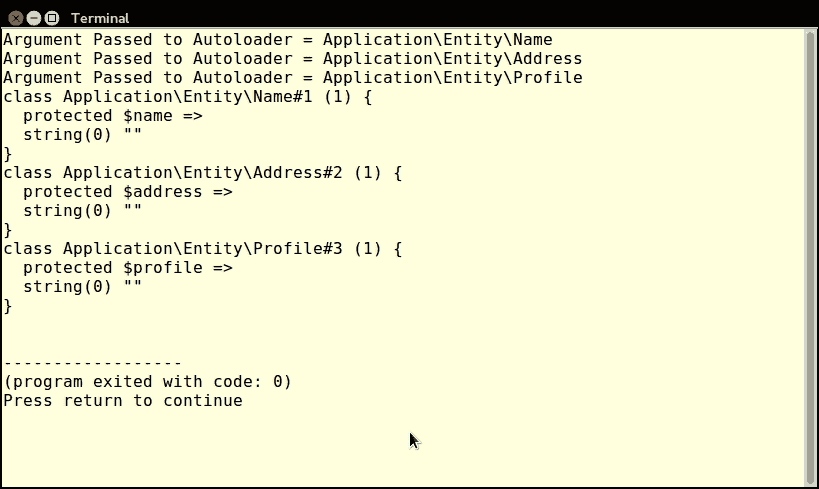 Terminal
Argument Passed to Autoloader = Application\Entity\Name
Argument Passed to Autoloader = Application\Entity\Address
Argument Passed to Autoloader = Application\Entity\Profile
class Application\Entity\Name#1 (1) {
  protected $name =>
  string(0) ""
}
class Application\Entity\Address#2 (1) {
  protected $address =>
  string(0) ""
}
class Application\Entity\Profile#3 (1) {
  protected $profile =>
  string(0) ""
}
------------------
(program exited with code: 0)
Press return to continue